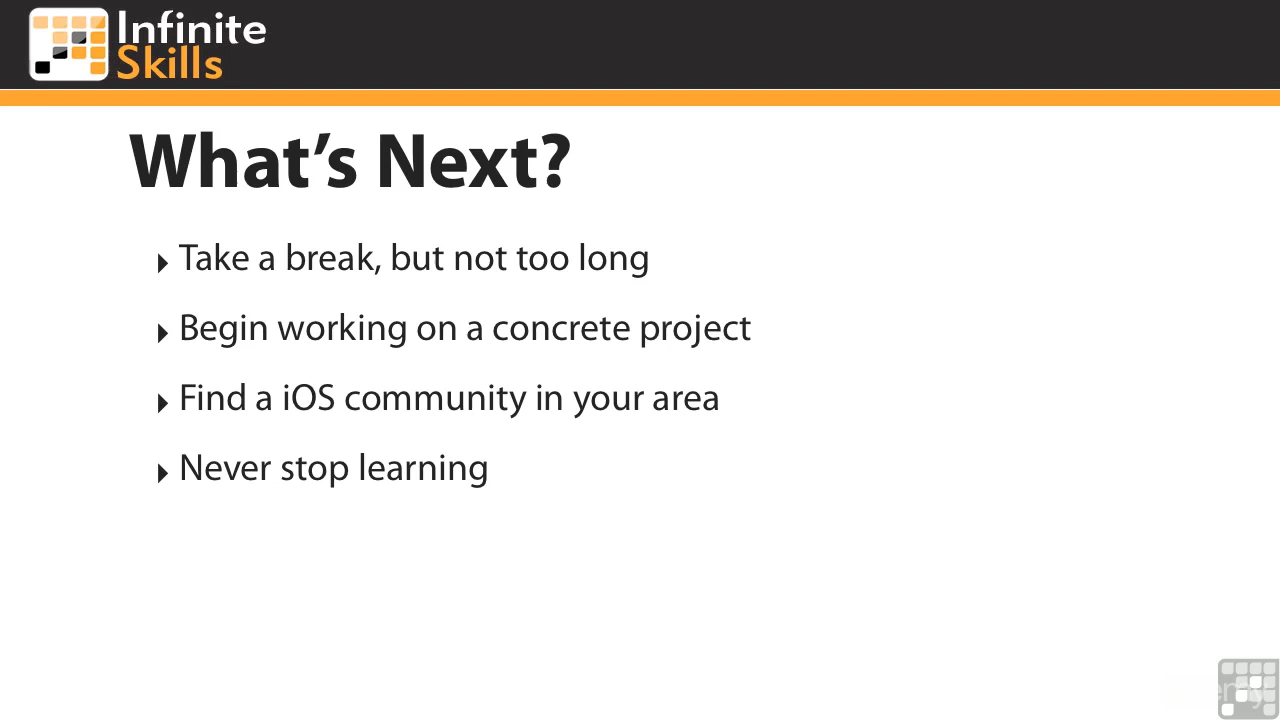 Infinite
Skills
What's Next?
Take a break, but not too long
Begin working on a concrete project
Find a iOS community in your area
Never stop learning